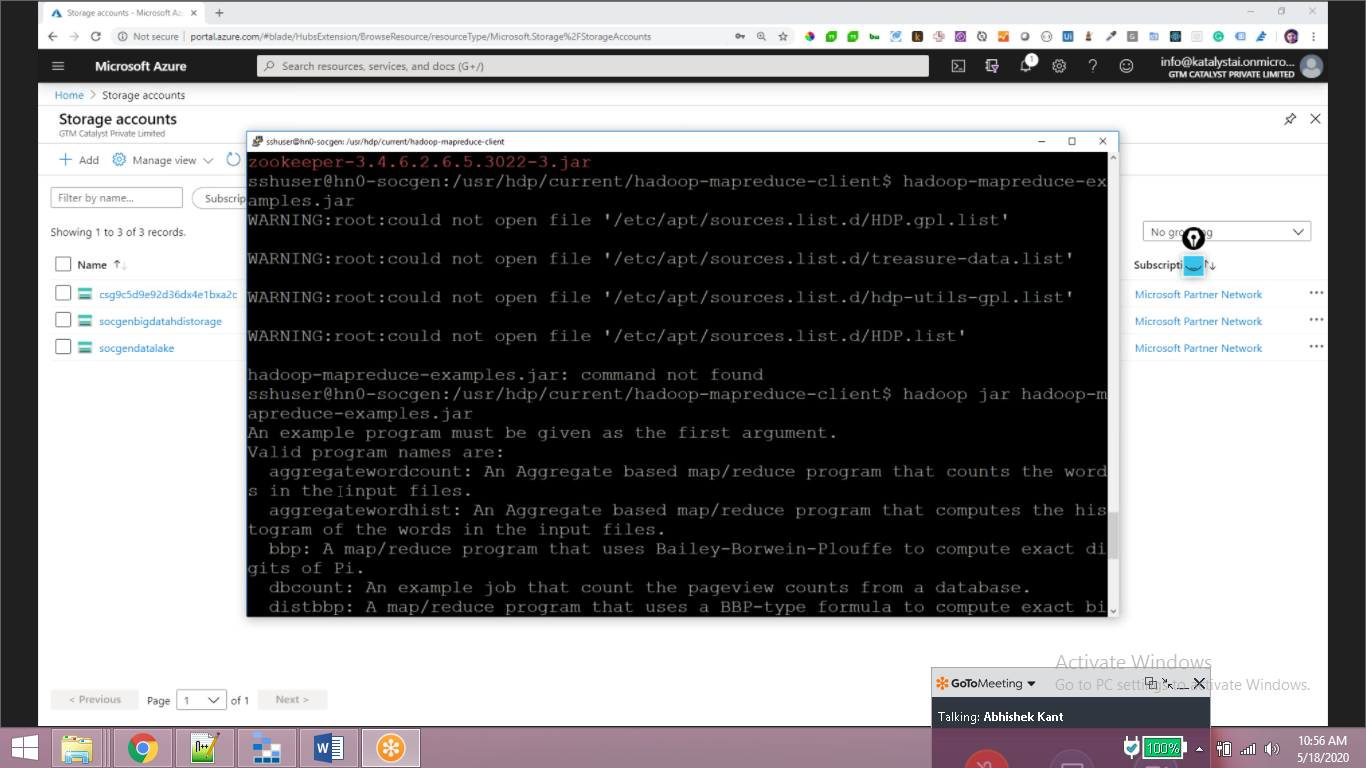 Storage accounts - Microsoft Az
Not secure | portal.azure.com/#blade/HubsExtension/BrowseResource/resourceType/Microsoft.Storage%2FStorageAccounts
Microsoft Azure
Search resources, services, and docs (G+/)
1
info@katalystai.onmicro...
GTM CATALYST PRIVATE LIMITED
Home > Storage accounts
Storage accounts
GTM Catalyst Private Limited
Add
Manage view
Filter by name...
Subscrip
Showing 1 to 3 of 3 records.
No gro
ng
Name
Subscripti
csg9c5d9e92d36dx4e1bxa2c
Microsoft Partner Network
socgenbigdatahdistorage
Microsoft Partner Network
socgendatalake
Microsoft Partner Network
sshuser@hn0-socgen: /usr/hdp/current/hadoop-mapreduce-client
zookeeper-3.4.6.2.6.5.3022-3.jar
sshuser@hn0-socgen:/usr/hdp/current/hadoop-mapreduce-client$ hadoop-mapreduce-ex
amples.jar
WARNING:root:could not open file '/etc/apt/sources.list.d/HDP.gpl.list'
WARNING:root:could not open file '/etc/apt/sources.list.d/treasure-data.list'
WARNING:root:could not open file '/etc/apt/sources.list.d/hdp-utils-gpl.list'
WARNING:root:could not open file '/etc/apt/sources.list.d/HDP.list'
hadoop-mapreduce-examples.jar: command not found
sshuser@hn0-socgen:/usr/hdp/current/hadoop-mapreduce-client$ hadoop jar hadoop-m
apreduce-examples.jar
An example program must be given as the first argument.
Valid program names are:
aggregatewordcount: An Aggregate based map/reduce program that counts the word
s in the input files.
aggregatewordhist: An Aggregate based map/reduce program that computes the his
togram of the words in the input files.
bbp: A map/reduce program that uses Bailey-Borwein-Plouffe to compute exact di
gits of Pi.
dbcount: An example job that count the pageview counts from a database.
distbbp: A map/reduce program that uses a BBP-type formula to compute exact bi
< Previous
Page 1 of 1
Next >
Activate Windows
Go to PC settings to activate Windows.
GoToMeeting
Talking: Abhishek Kant
100%
10:56 AM
5/18/2020